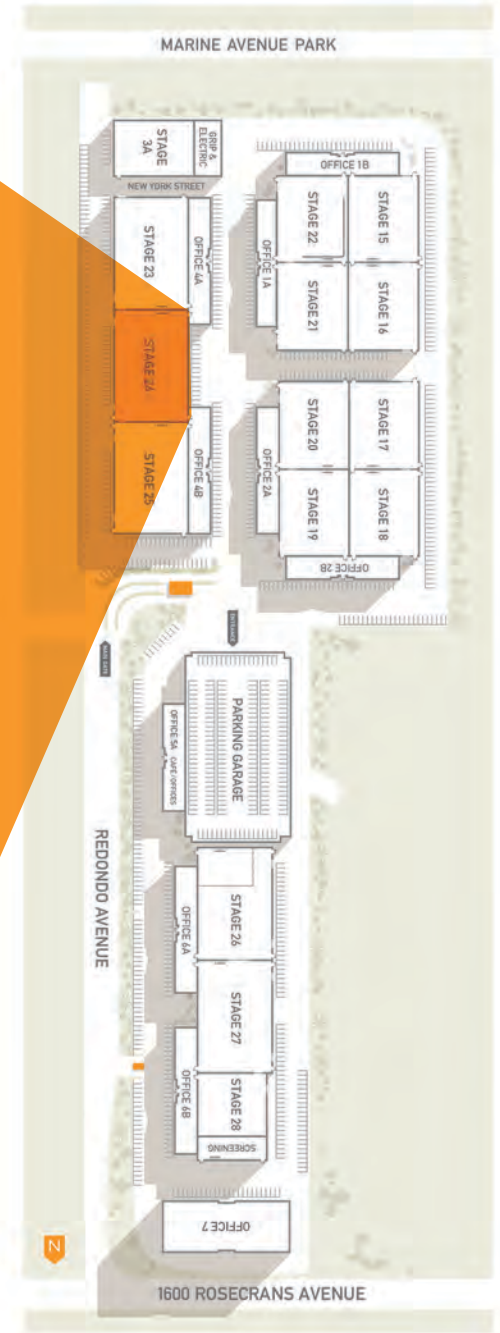 MARINE AVENUE PARK
STAGE
3A
GRIP &
ELECTRIC
NEW YORK STREET
OFFICE 1B
STAGE 23
OFFICE 4A
OFFICE 1A
STAGE 22
STAGE 15
STAGE 21
STAGE 16
STAGE 24
STAGE 25
OFFICE 4B
OFFICE 2A
STAGE 20
STAGE 17
STAGE 19
STAGE 18
OFFICE 2B
ENTRANCE
MAIN GATE
PARKING GARAGE
OFFICE 5A CAFÉ/OFFICES
REDONDO AVENUE
STAGE 26
OFFICE 6A
STAGE 27
OFFICE 6B
STAGE 28
SCREENING
OFFICE 7
N
1600 ROSECRANS AVENUE